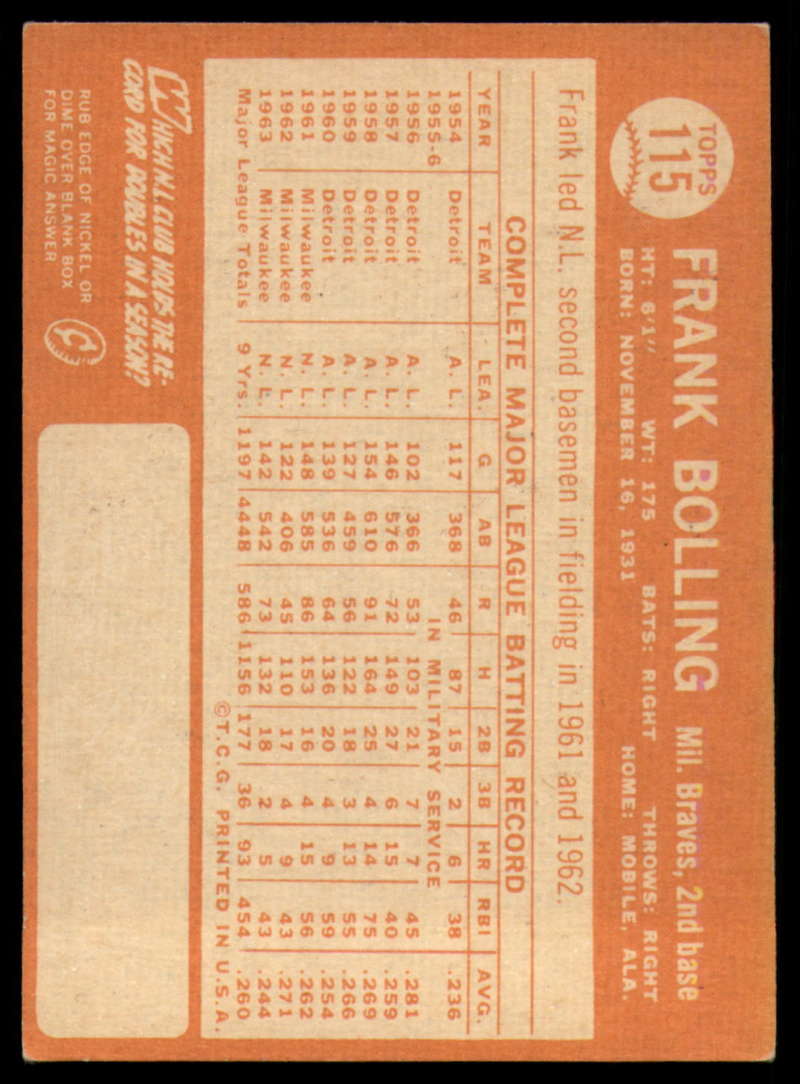 TOPPS
115
FRANK BOLLING Mil. Braves, 2nd base
HT: 6'1" WT: 175 BATS: RIGHT THROWS: RIGHT
BORN: NOVEMBER 16, 1931 HOME: MOBILE, ALA.
Frank led N.L. second basemen in fielding in 1961 and 1962.
COMPLETE MAJOR LEAGUE BATTING RECORD
YEAR TEAM LEA. G AB R H 2B 3B HR RBI AVG.
1954 Detroit A. L. 117 368 46 87 15 2 6 38 .236
1955-6 IN MILITARY SERVICE
1956 Detroit A. L. 102 366 53 103 21 7 7 45 .281
1957 Detroit A. L. 146 576 72 149 27 6 15 40 .259
1958 Detroit A. L. 154 610 91 164 25 4 14 75 .269
1959 Detroit A. L. 127 459 56 122 18 3 13 55 .266
1960 Detroit A. L. 139 536 64 136 20 4 9 59 .254
1961 Milwaukee N. L. 148 585 86 153 16 4 15 56 .262
1962 Milwaukee N. L. 122 406 45 110 17 4 9 43 .271
1963 Milwaukee N. L. 142 542 73 132 18 2 5 43 .244
Major League Totals 9 Yrs. 1197 4448 586 1156 177 36 93 454 .260
©T.C.G. PRINTED IN U.S.A.
WHICH N.L. CLUB HOLDS THE RE-
CORD FOR DOUBLES IN A SEASON?
RUB EDGE OF NICKEL OR
DIME OVER BLANK BOX
FOR MAGIC ANSWER